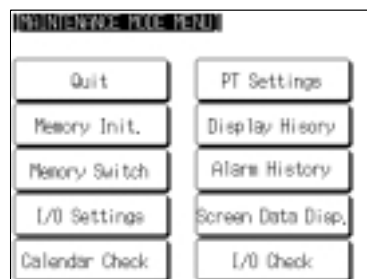 [MAINTENANCE MODE MENU]
Quit
PT Settings
Memory Init.
Display Hisory
Memory Switch
Alarm History
I/O Settings
Screen Data Disp.
Calendar Check
I/O Check